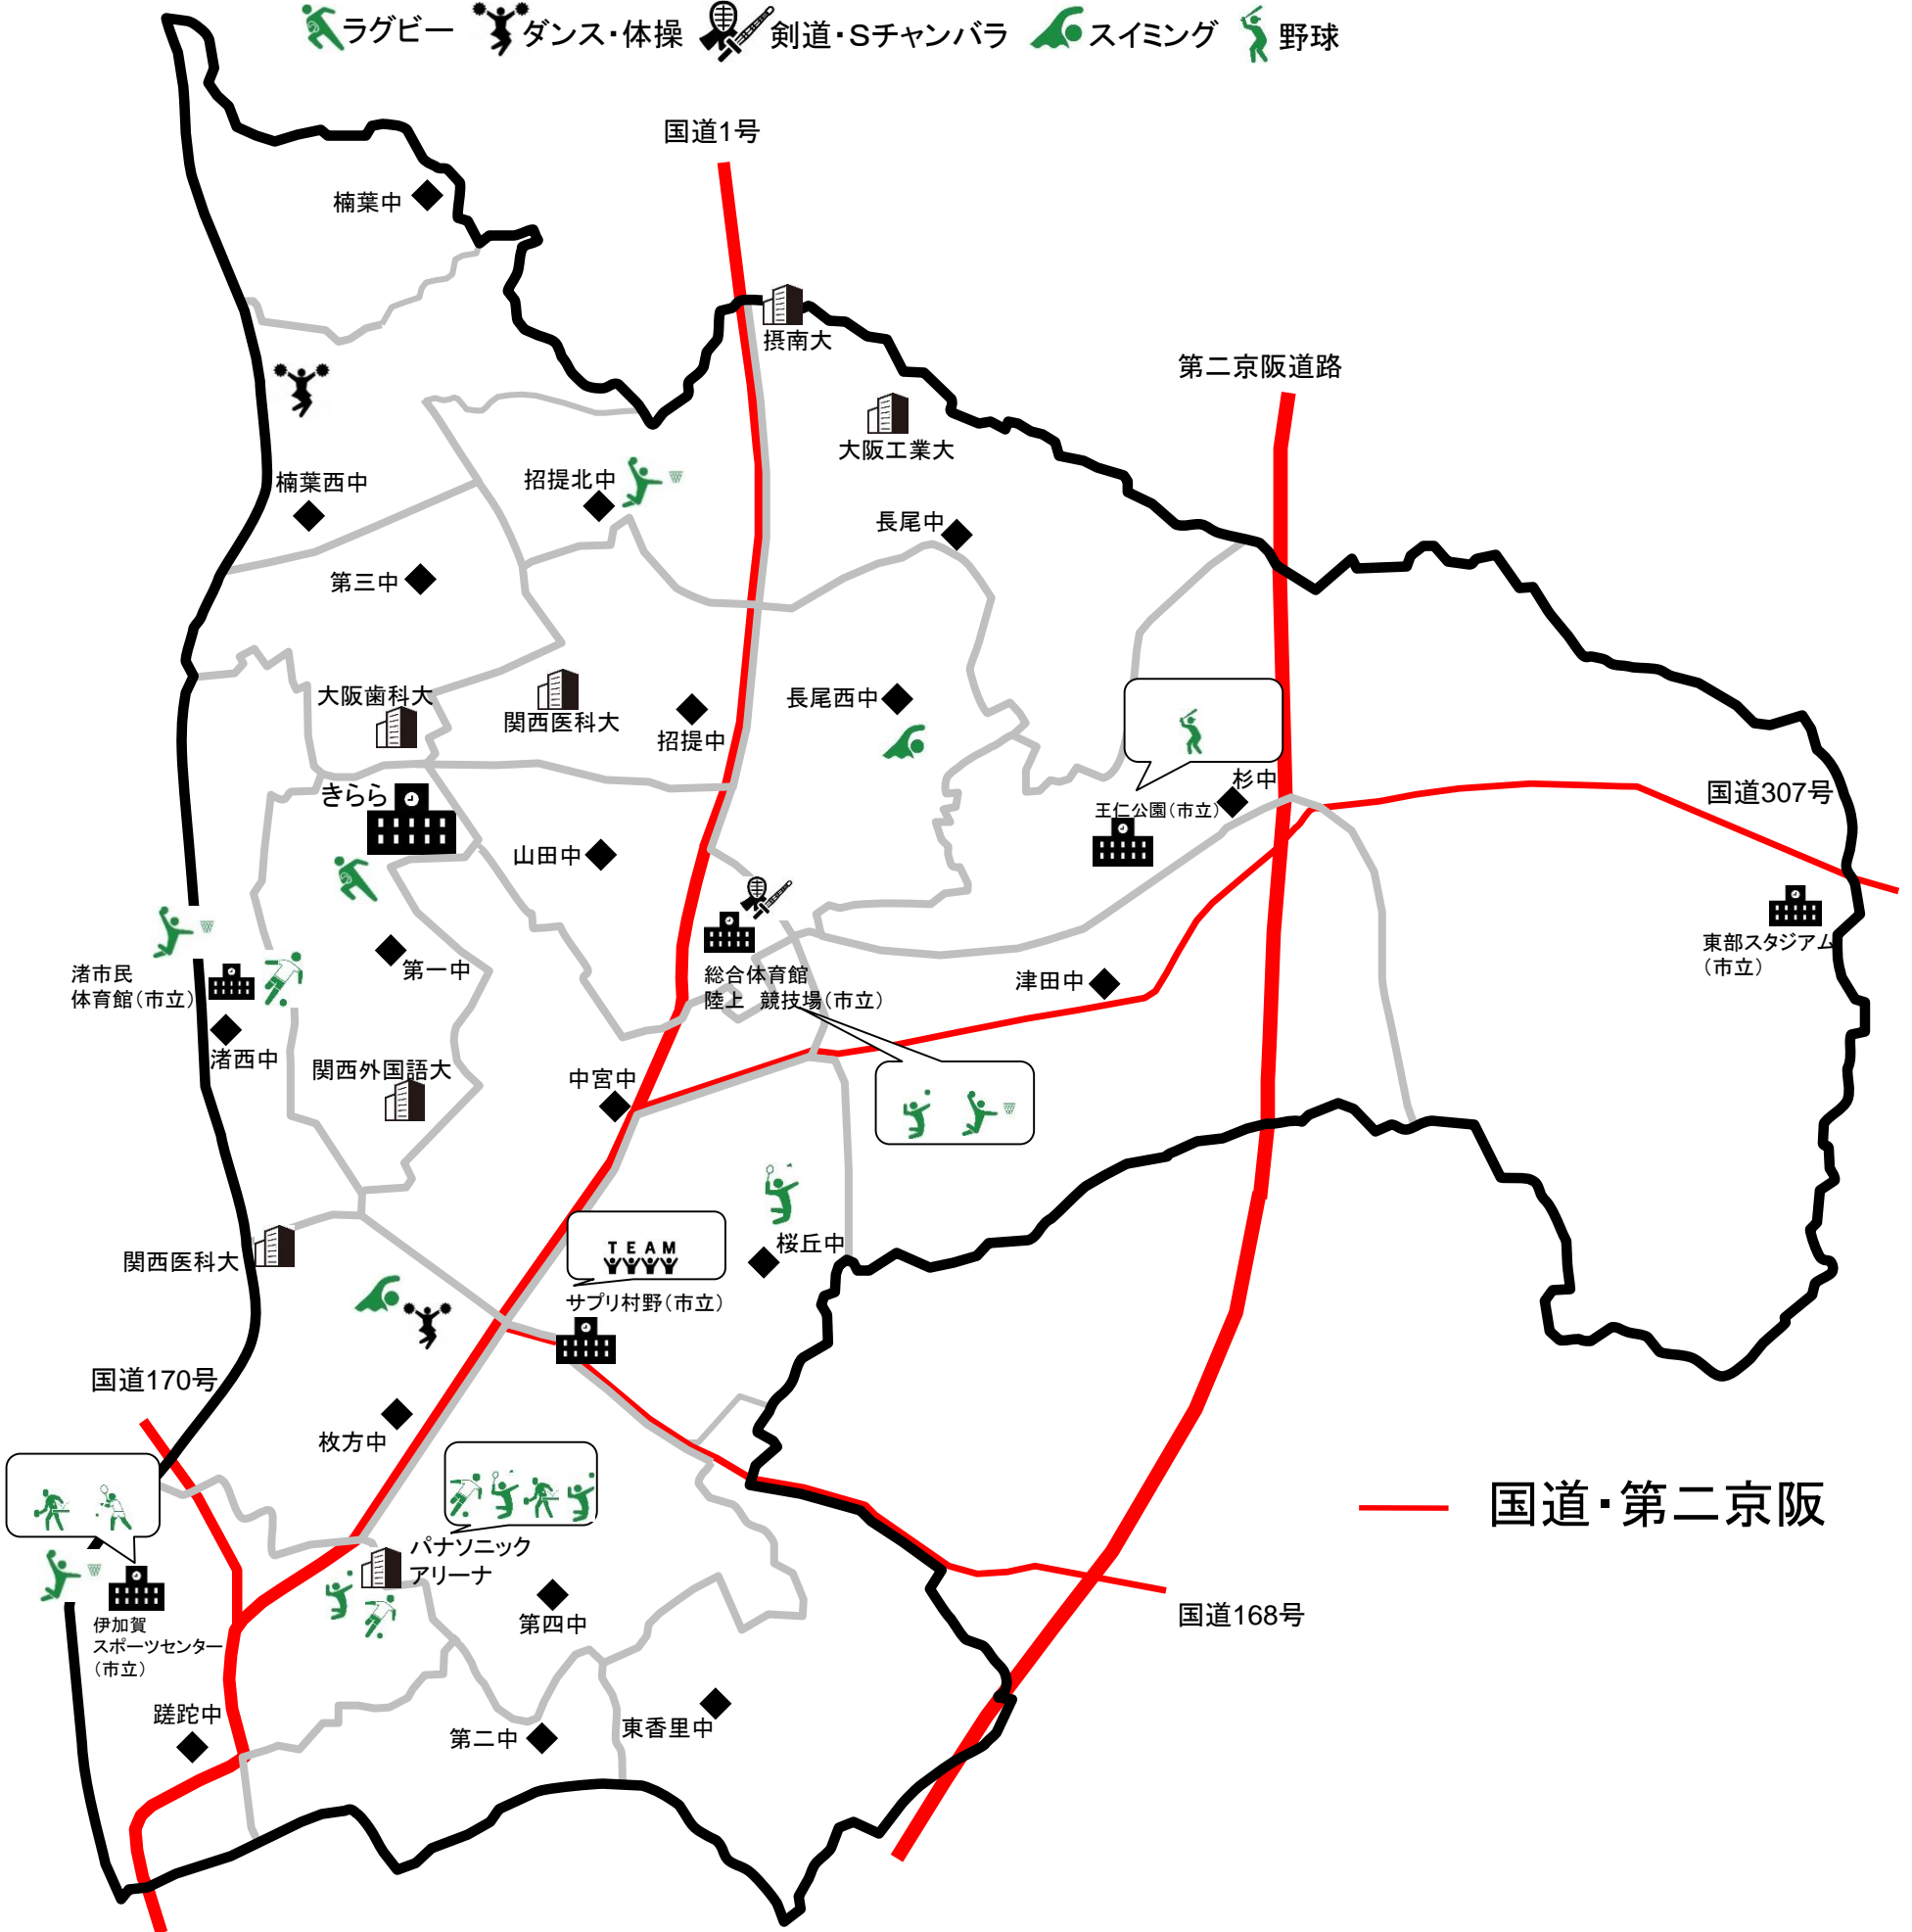 ラグビー
ダンス・体操
剣道・Sチャンバラ
スイミング
野球
国道1号
楠葉中
摂南大
第二京阪道路
大阪工業大
楠葉西中
招提北中
長尾中
第三中
大阪歯科大
関西医科大
招提中
長尾西中
きらら
杉中
王仁公園(市立)
国道307号
山田中
東部スタジアム
(市立)
第一中
渚市民
体育館(市立)
総合体育館
陸上 競技場(市立)
津田中
渚西中
関西外国語大
中宮中
関西医科大
桜丘中
TEAM
サプリ村野(市立)
国道170号
枚方中
国道・第二京阪
パナソニック
アリーナ
第四中
国道168号
伊加賀
スポーツセンター
(市立)
蹉跎中
第二中
東香里中